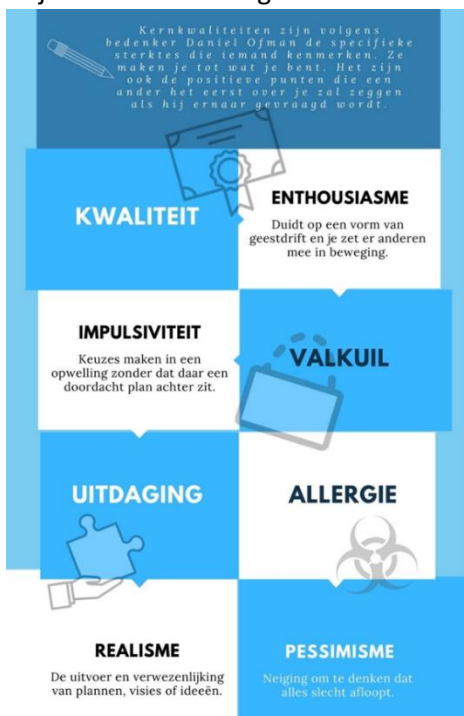 Kernkwaliteiten zijn volgens
bedenker Daniel Ofman de specifieke
sterktes die iemand kenmerken. Ze
maken je tot wat je bent. Het zijn
ook de positieve punten die een
ander het eerst over je zal zeggen
als hij ernaar gevraagd wordt.
KWALITEIT
ENTHOUSIASME
Duidt op een vorm van
geestdrift en je zet er anderen
mee in beweging.
IMPULSIVITEIT
Keuzes maken in een
opwelling zonder dat daar een
doordacht plan achter zit.
VALKUIL
UITDAGING
ALLERGIE
REALISME
De uitvoer en verwezenlijking
van plannen, visies of ideeën.
PESSIMISME
Neiging om te denken dat
alles slecht afloopt.